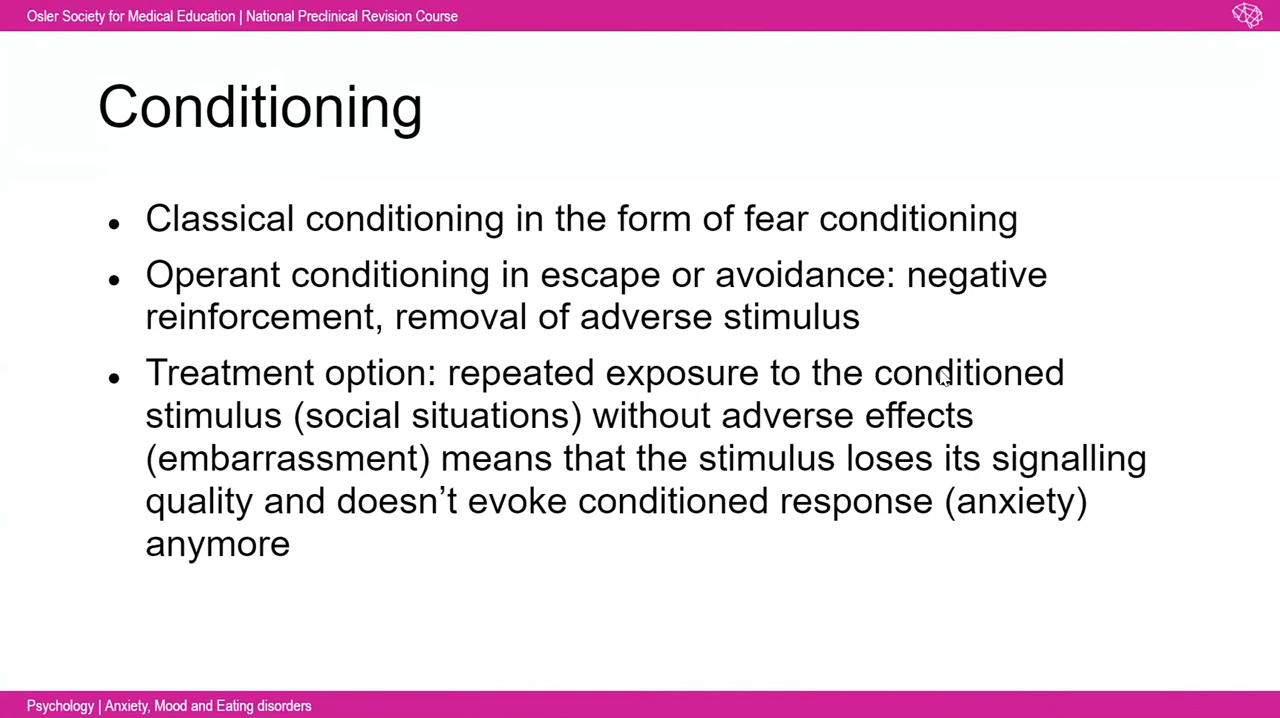 Osler Society for Medical Education | National Preclinical Revision Course
Conditioning
• Classical conditioning in the form of fear conditioning
• Operant conditioning in escape or avoidance: negative
reinforcement, removal of adverse stimulus
• Treatment option: repeated exposure to the conditioned
stimulus (social situations) without adverse effects
(embarrassment) means that the stimulus loses its signalling
quality and doesn’t evoke conditioned response (anxiety)
anymore
Psychology | Anxiety, Mood and Eating disorders